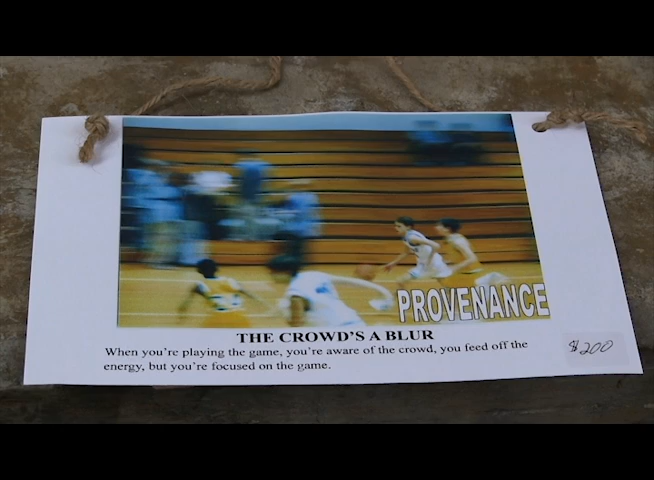 PROVENANCE
THE CROWD'S A BLUR
When you're playing the game, you're aware of the crowd, you feed off the
energy, but you're focused on the game.
$200